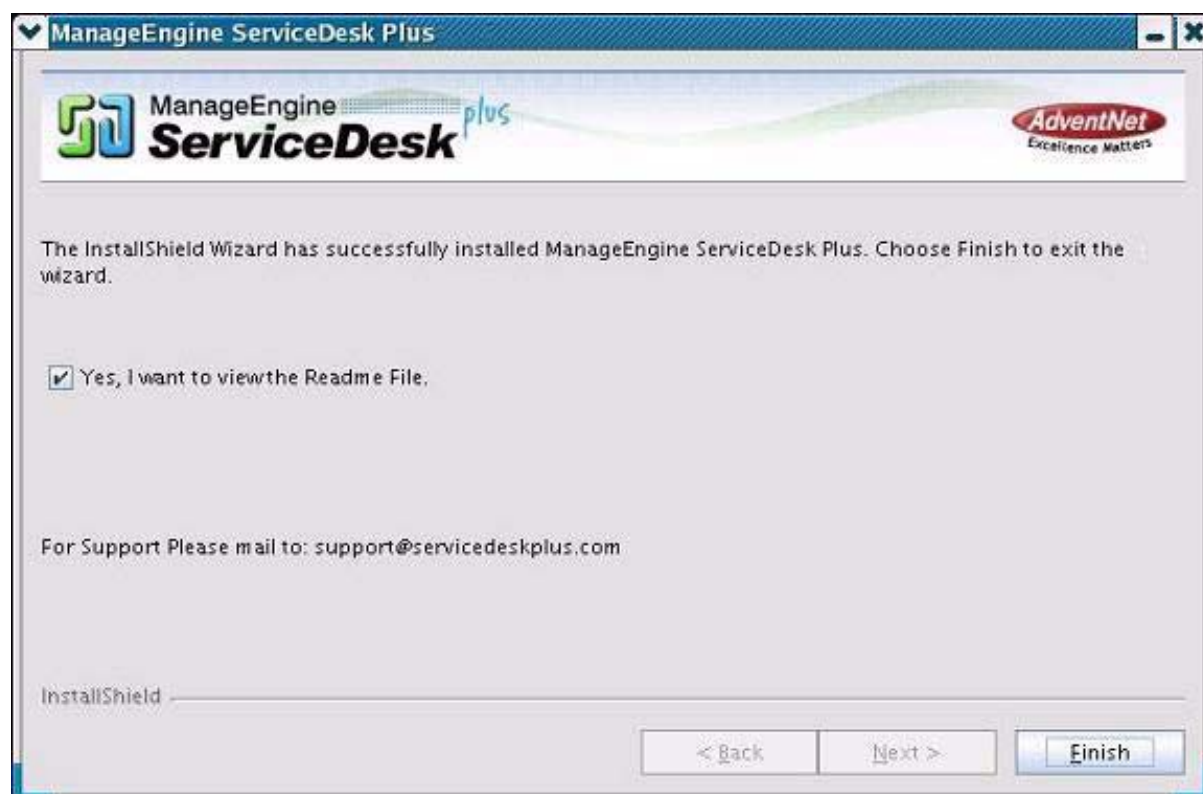 ManageEngine ServiceDesk Plus
ManageEngine
ServiceDesk plus
AdventNet
Excellence Matters
The InstallShield Wizard has successfully installed ManageEngine ServiceDesk Plus. Choose Finish to exit the
wizard.
Yes, I want to view the Readme File.
For Support Please mail to: support@servicedeskplus.com
InstallShield
< Back
Next >
Finish